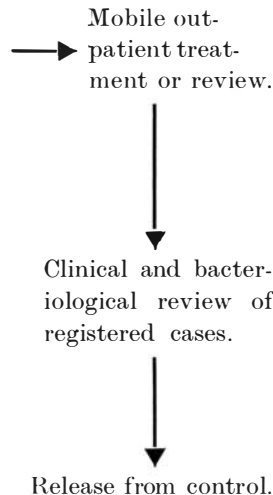 Mobile out-
patient treat-
ment or review.
Clinical and bacter-
iological review of
registered cases.
Release from control.